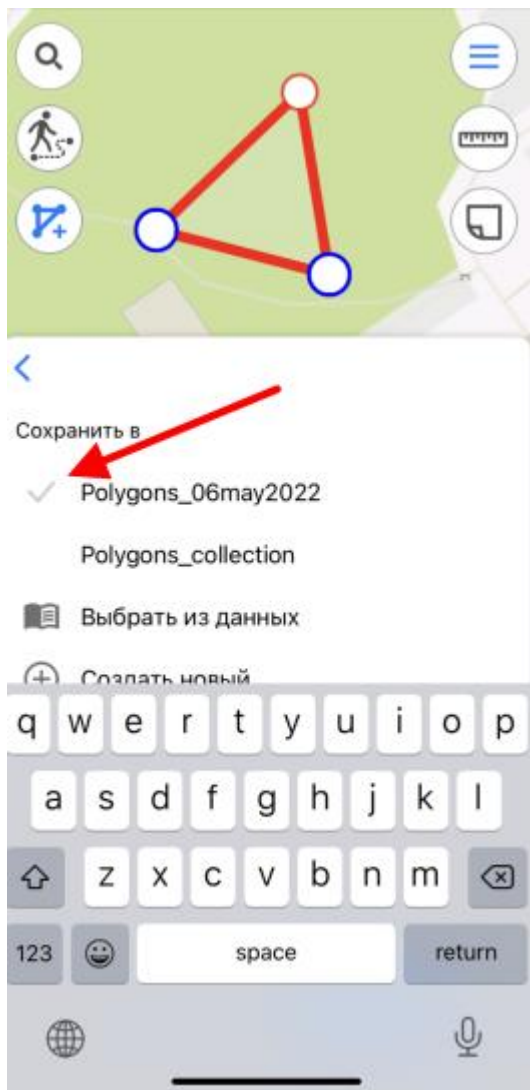 Сохранить в
Polygons_06may2022
Polygons_collection
Выбрать из данных
Создать новый
q w e r t y u i o p
a s d f g h j k l
z x c v b n m
123 space return